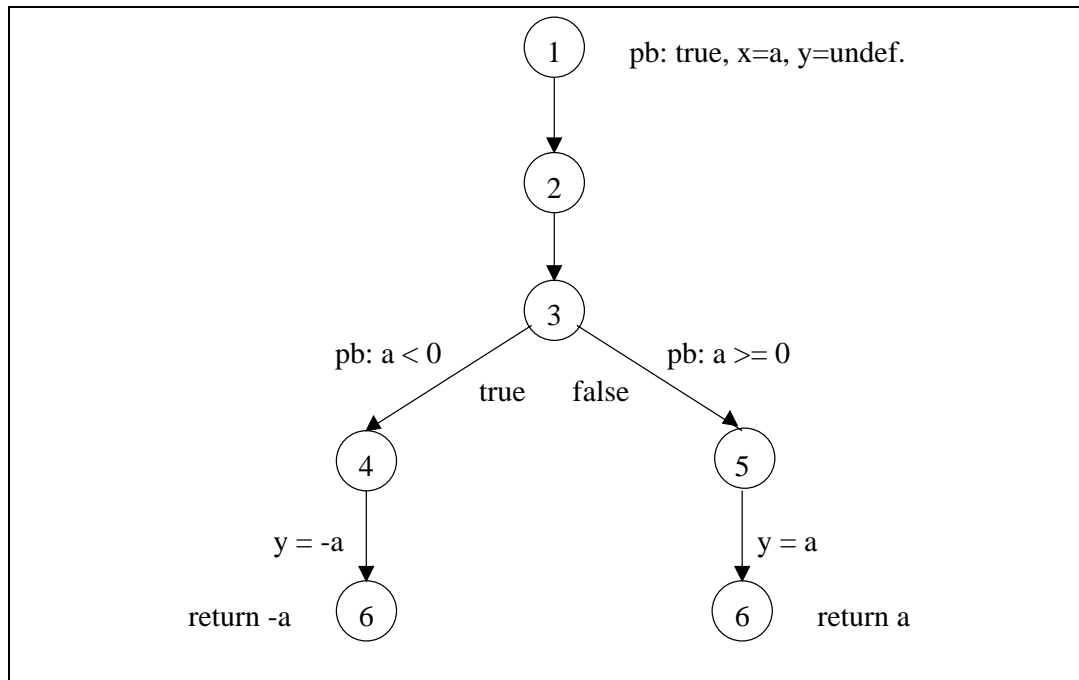 1
pb: true, x=a, y=undef.
2
3
pb: a < 0
pb: a >= 0
true
false
4
5
y = -a
y = a
return -a
6
6
return a